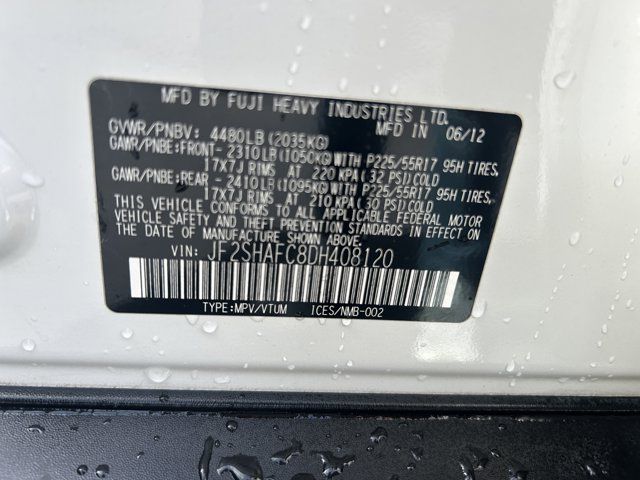 MFD BY FUJI HEAVY INDUSTRIES LTD.
MFD IN 06/12
GVWR/PNBV: 4480LB(2035KG)
GAWR/PNBE:FRONT-2310LB(1050KG)WITH P225/55R17 95H TIRES,
17X7J RIMS AT 220 KPA(32 PSI)COLD
GAWR/PNBE:REAR -2410LB(1095KG)WITH P225/55R17 95H TIRES,
17X7J RIMS AT 210 KPA(30 PSI)COLD
THIS VEHICLE CONFORMS TO ALL APPLICABLE FEDERAL MOTOR
VEHICLE SAFETY AND THEFT PREVENTION STANDARDS IN EFFECT ON
THE DATE OF MANUFACTURE SHOWN ABOVE.
VIN: JF2SHAFC8DH408120
TYPE:MPV/VTUM ICES/NMB-002